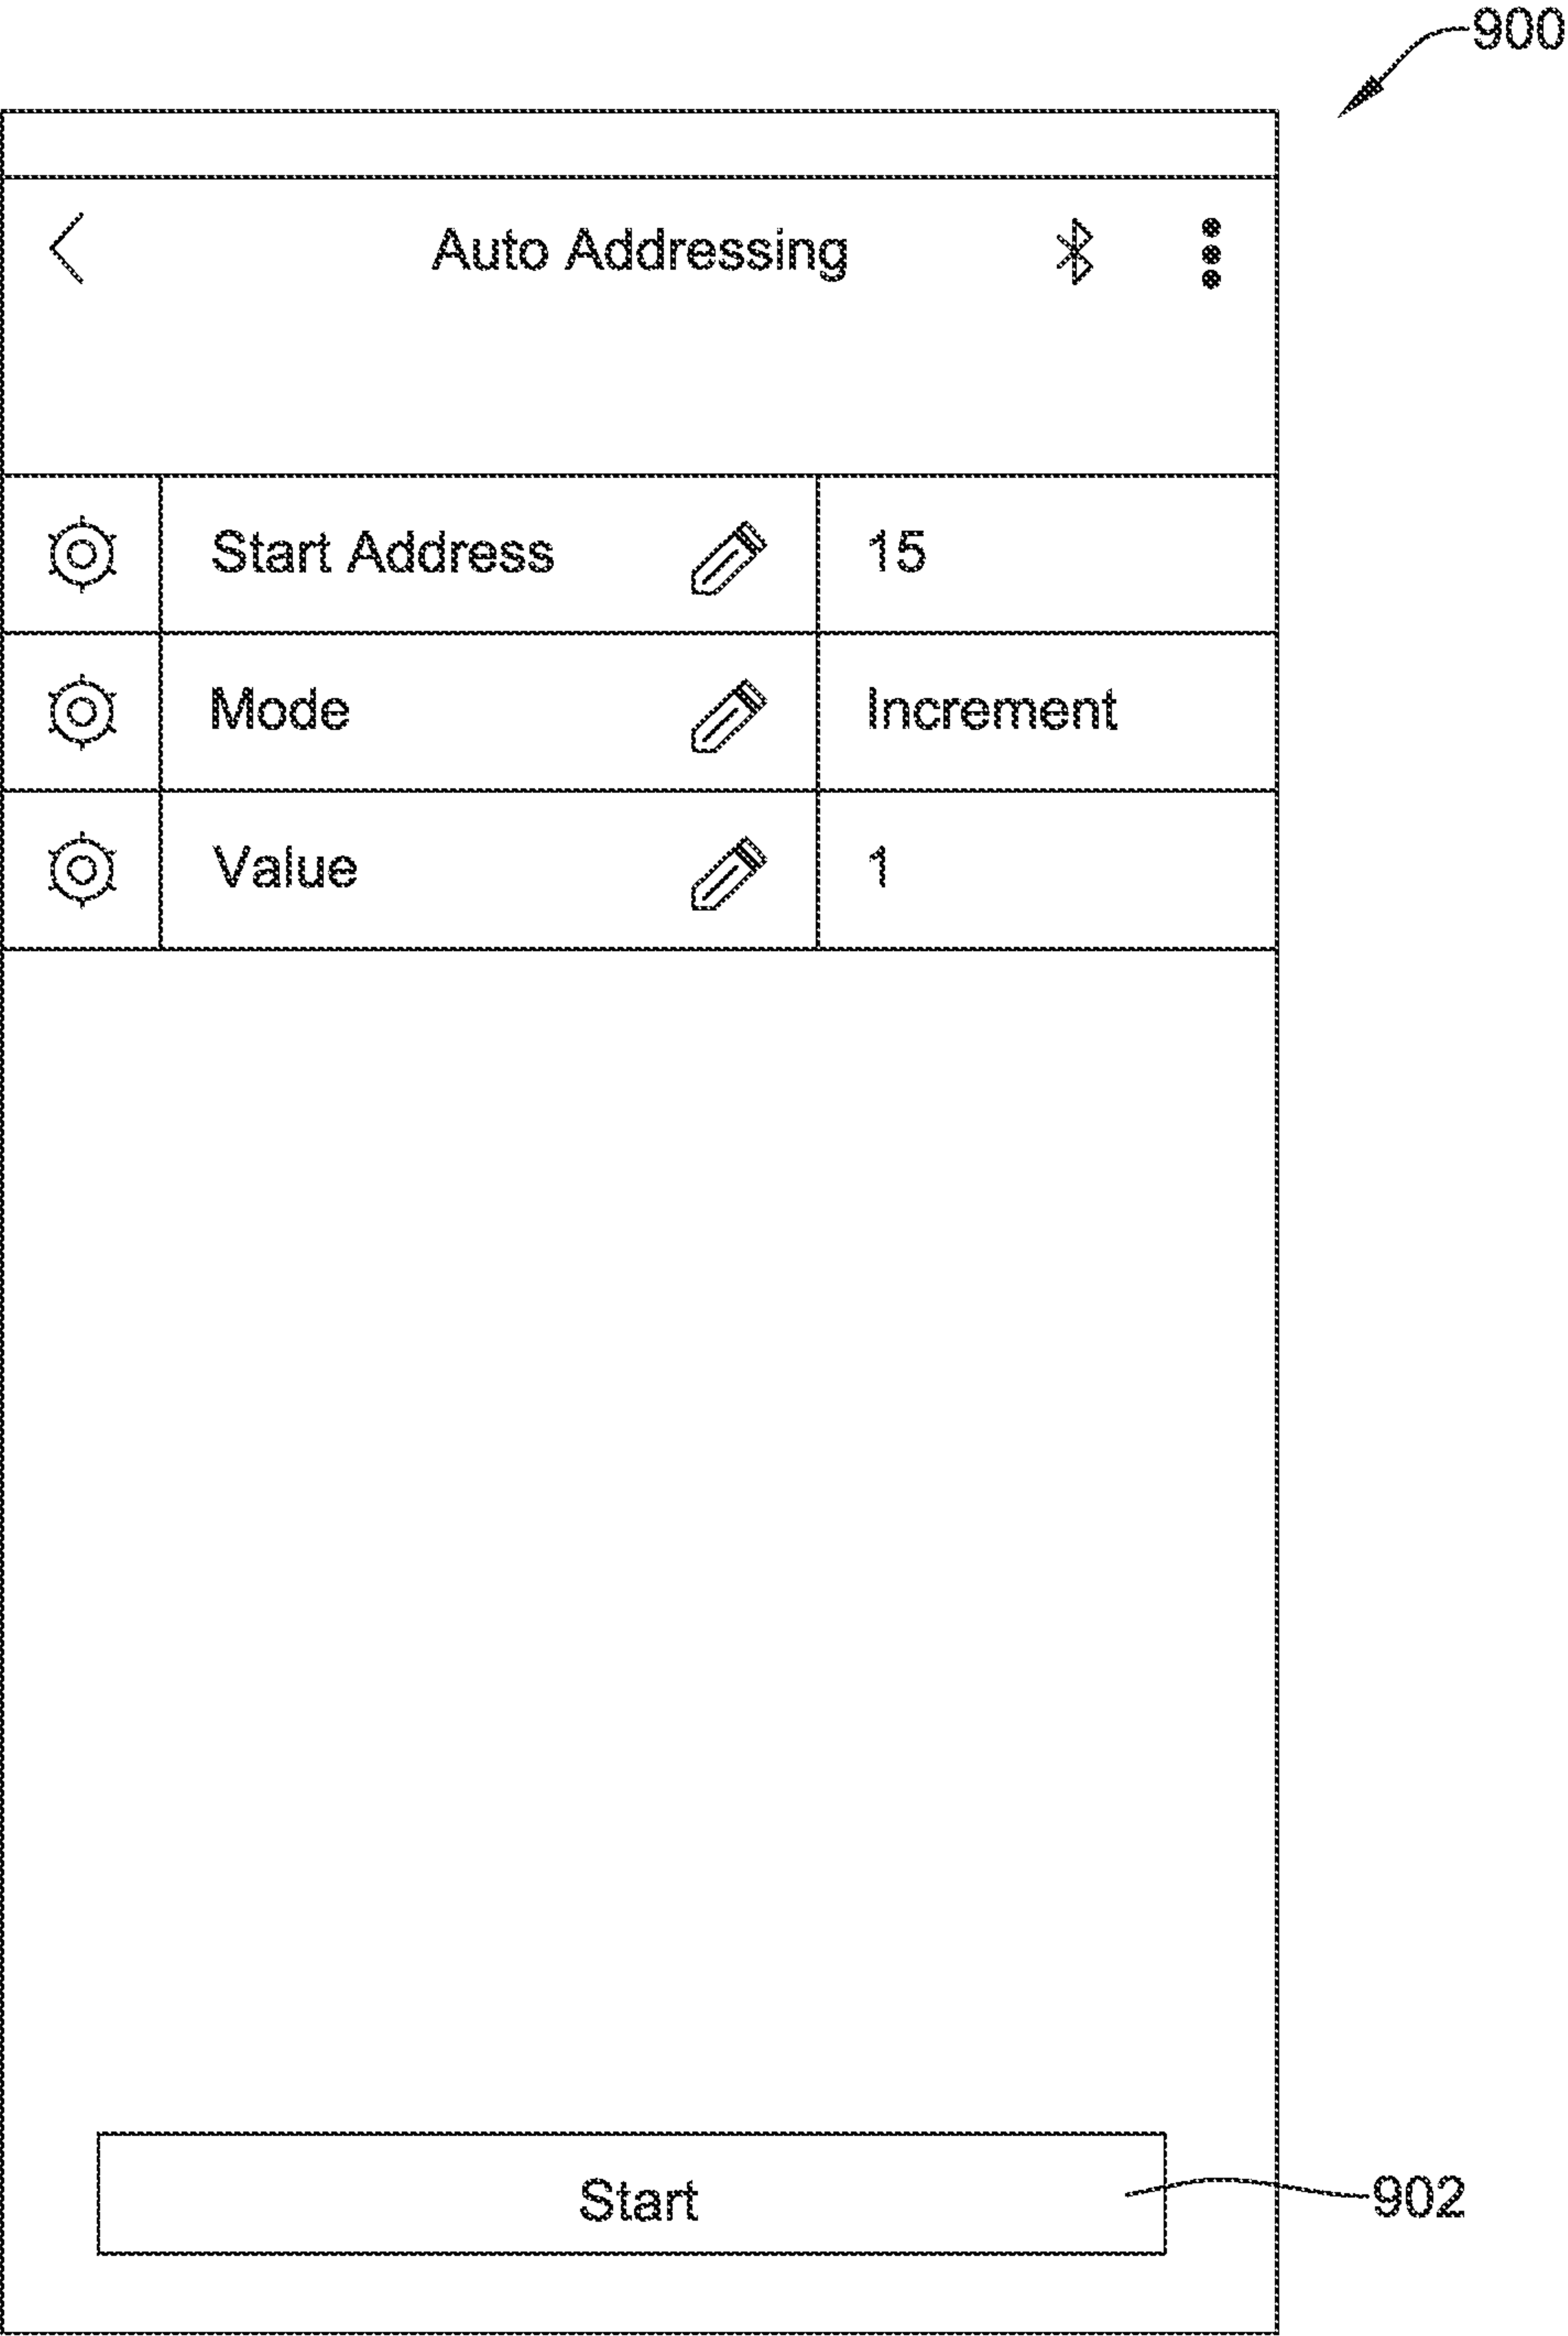 900
Auto Addressing
Start Address 15
Mode Increment
Value 1
Start
902